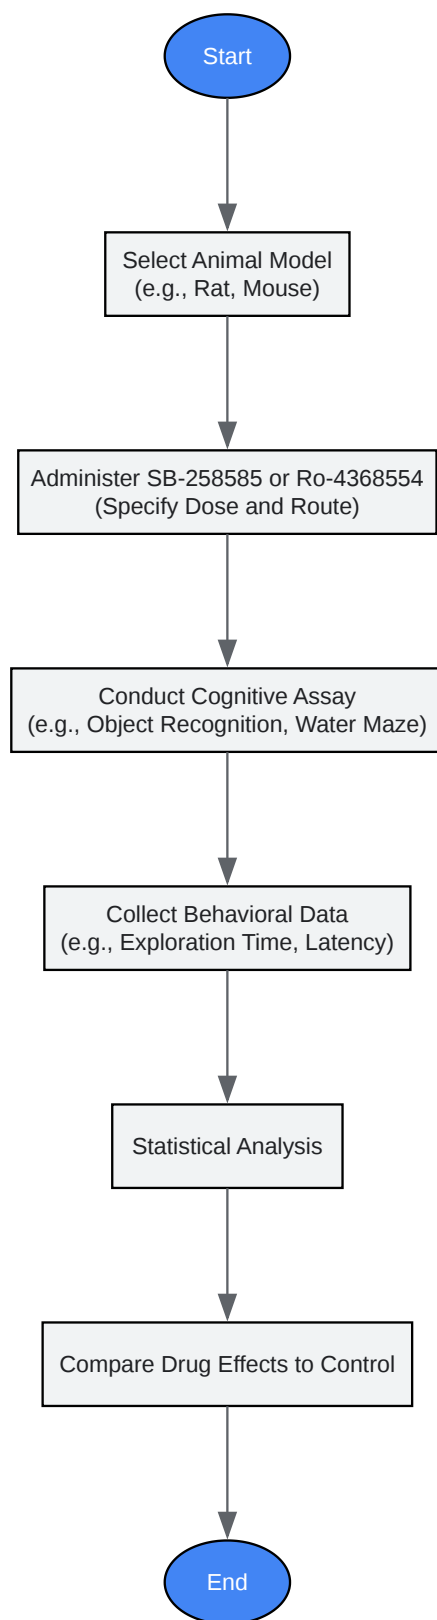 Start
Select Animal Model
(e.g., Rat, Mouse)
Administer SB-258585 or Ro-4368554
(Specify Dose and Route)
Conduct Cognitive Assay
(e.g., Object Recognition, Water Maze)
Collect Behavioral Data
(e.g., Exploration Time, Latency)
Statistical Analysis
Compare Drug Effects to Control
End